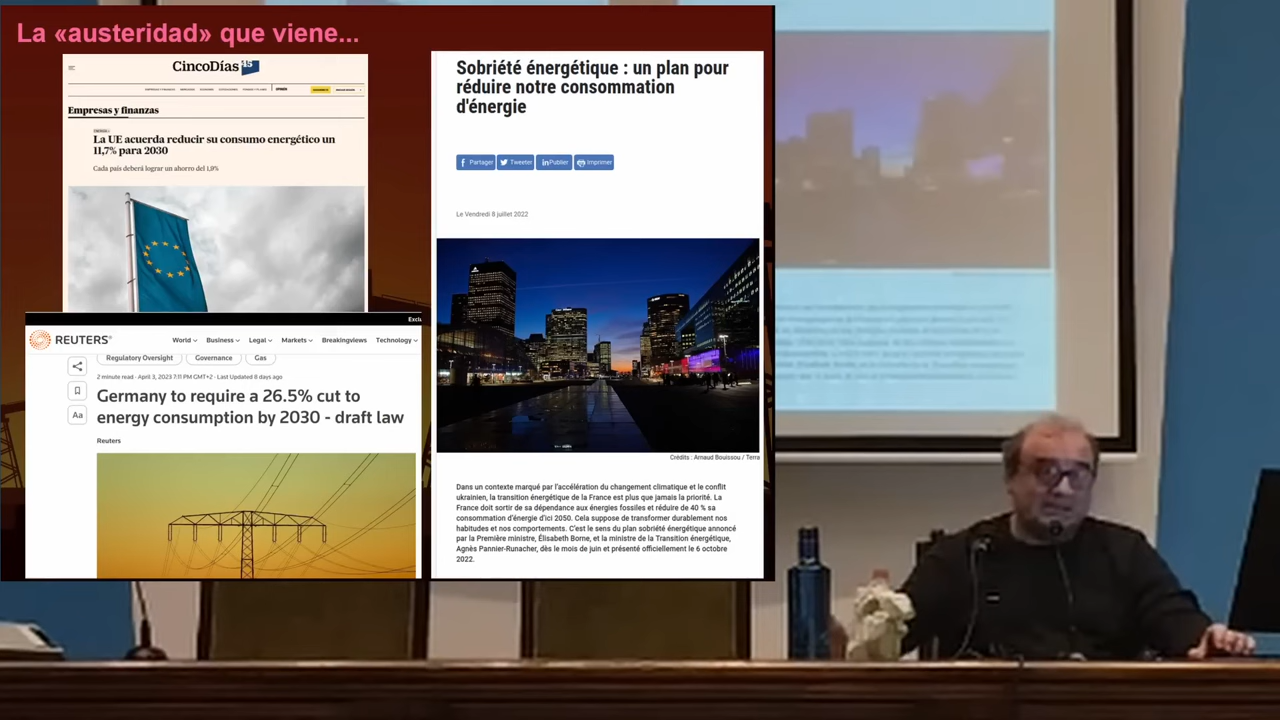 La «austeridad» que viene...
CincoDías 45
OPINIÓN
Empresas y finanzas
La UE acuerda reducir su consumo energético un
11,7% para 2030
Cada país deberá lograr un ahorro del 1,9%
Exclu
REUTERS®
World
Business
Legal
Markets
Breakingviews
Technology
Regulatory Oversight
Governance
Gas
2 minute read · April 3, 2023 7:11 PM GMT+2 · Last Updated 8 days ago
Aa
Germany to require a 26.5% cut to
energy consumption by 2030 - draft law
Reuters
Sobriété énergétique : un plan pour
réduire notre consommation
d'énergie
Partager
Tweeter
Publier
Imprimer
Le Vendredi 8 juillet 2022
Crédits : Arnaud Bouissou / Terra
Dans un contexte marqué par l’accélération du changement climatique et le conflit
ukrainien, la transition énergétique de la France est plus que jamais la priorité. La
France doit sortir de sa dépendance aux énergies fossiles et réduire de 40 % sa
consommation d’énergie d’ici 2050. Cela suppose de transformer durablement nos
habitudes et nos comportements. C’est le sens du plan sobriété énergétique annoncé
par la Première ministre, Élisabeth Borne, et la ministre de la Transition énergétique,
Agnès Pannier-Runacher, dès le mois de juin et présenté officiellement le 6 octobre
2022.